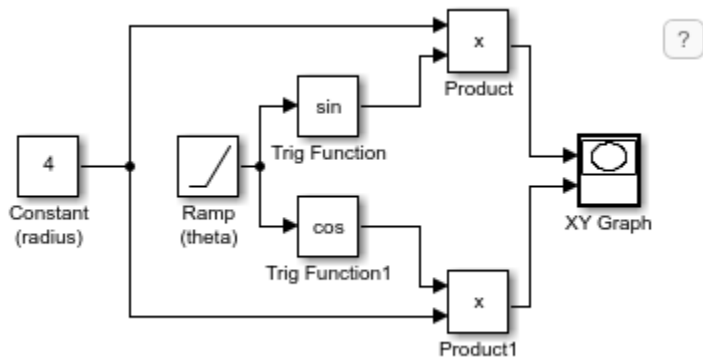 x
?
Product
sin
Trig Function
4
Constant
(radius)
Ramp
(theta)
XY Graph
cos
Trig Function1
x
Product1